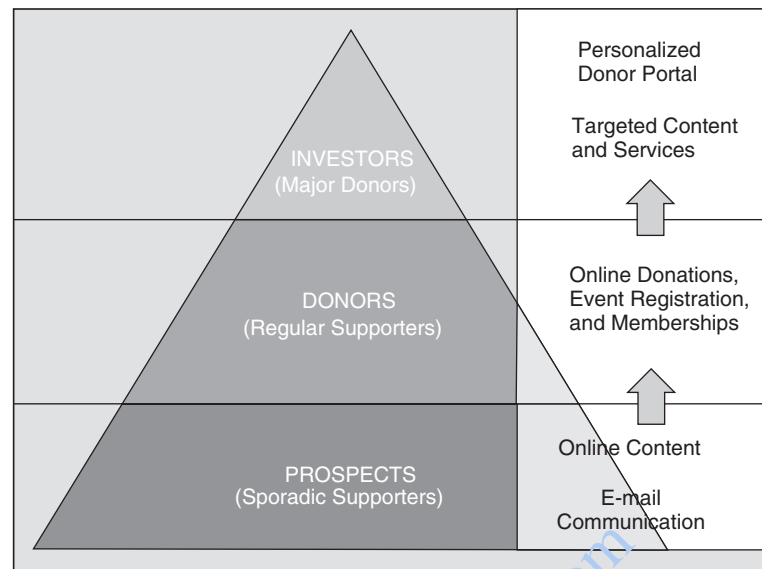 INVESTORS
(Major Donors)
Personalized
Donor Portal
Targeted Content
and Services
DONORS
(Regular Supporters)
Online Donations,
Event Registration,
and Memberships
PROSPECTS
(Sporadic Supporters)
Online Content
E-mail
Communication